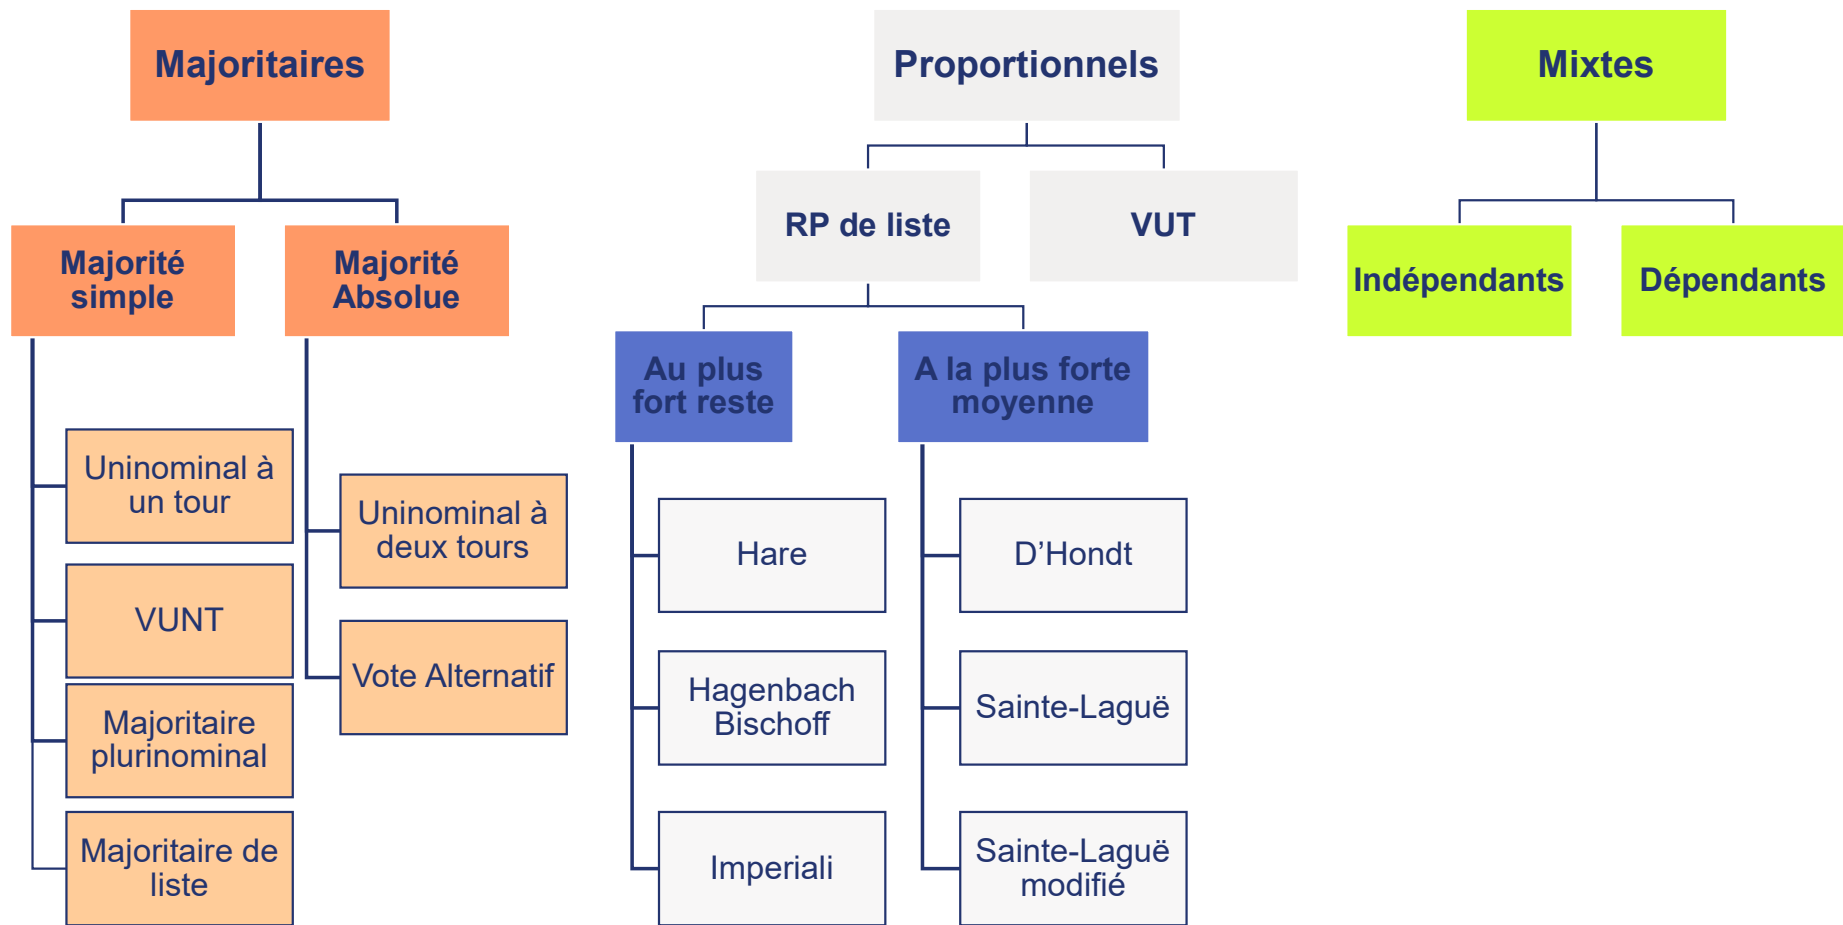 Majoritaires
Majorité
simple
Majorité
Absolue
Uninominal à
un tour
VUNT
Majoritaire
plurinominal
Majoritaire de
liste
Uninominal à
deux tours
Vote Alternatif
Proportionnels
RP de liste
VUT
Au plus
fort reste
A la plus forte
moyenne
Hare
Hagenbach
Bischoff
Imperiali
D’Hondt
Sainte-Laguë
Sainte-Laguë
modifié
Mixtes
Indépendants
Dépendants